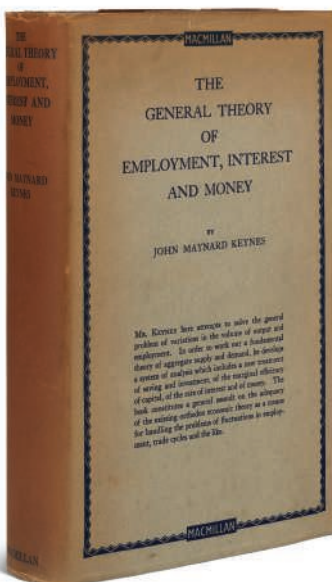 THE
GENERAL THEORY
OF
EMPLOYMENT,
INTEREST AND
MONEY
JOHN MAYNARD
KEYNES
MACMILLAN
MACMILLAN
THE
GENERAL THEORY
OF
EMPLOYMENT, INTEREST
AND MONEY
BY
JOHN MAYNARD KEYNES
MR. KEYNES here attempts to solve the general
problem of variations in the volume of output and
employment. In order to work out a fundamental
theory of aggregate supply and demand, he develops
a system of analysis which includes a new treatment
of saving and investment, of the marginal efficiency
of capital, of the rate of interest and of money. The
book constitutes a general assault on the adequacy
of the existing orthodox economic theory as a means
for handling the problems of fluctuations in employ-
ment, trade cycles and the like.
MACMILLAN